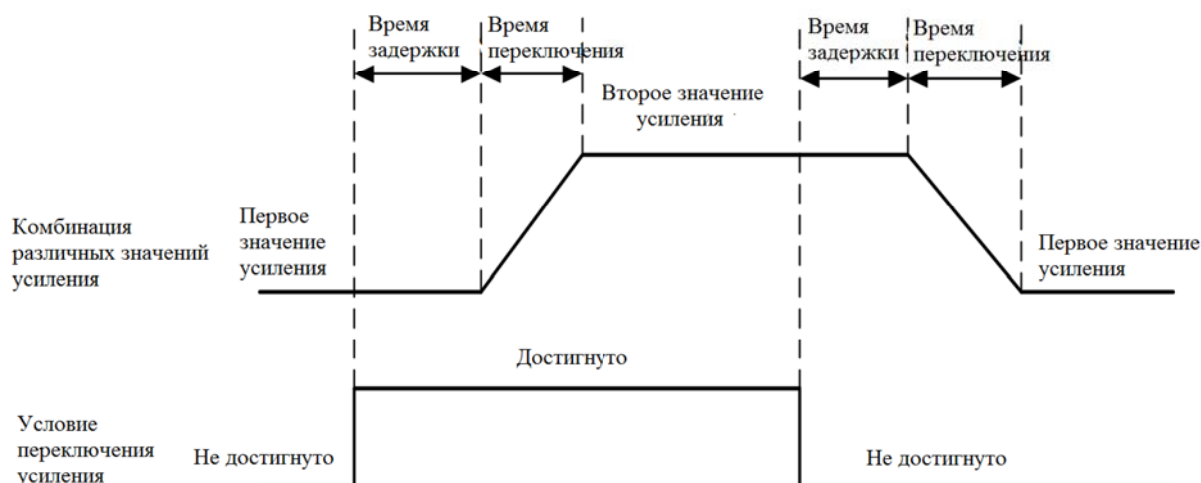 Время
задержки
Время
переключения
Время
задержки
Время
переключения
Второе значение
усиления
Комбинация
различных значений
усиления
Первое
значение
усиления
Первое значение
усиления
Достигнуто
Условие
переключения
усиления
Не достигнуто
Не достигнуто